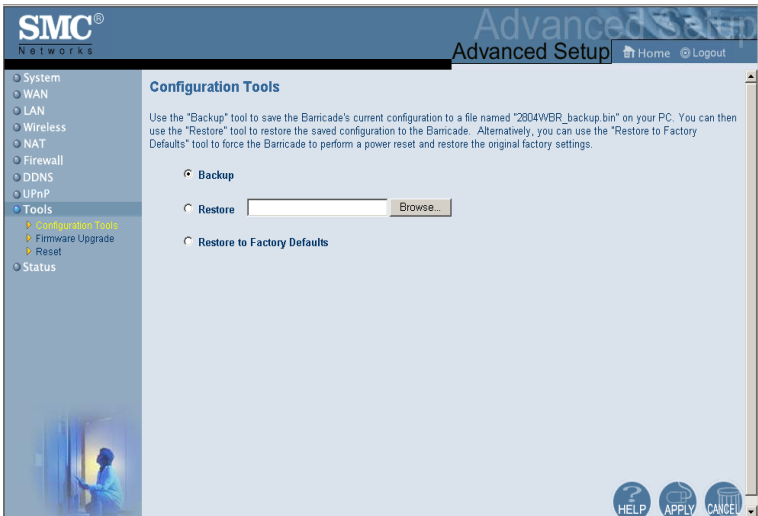 SMC®
Networks
Advanced Setup
Advanced Setup
Home
Logout
System
WAN
LAN
Wireless
NAT
Firewall
DDNS
UPnP
Tools
Configuration Tools
Firmware Upgrade
Reset
Status
Configuration Tools
Use the "Backup" tool to save the Barricade's current configuration to a file named "2804WBR_backup.bin" on your PC. You can then
use the "Restore" tool to restore the saved configuration to the Barricade. Alternatively, you can use the "Restore to Factory
Defaults" tool to force the Barricade to perform a power reset and restore the original factory settings.
Backup
Restore
Browse...
Restore to Factory Defaults
HELP
APPLY
CANCEL